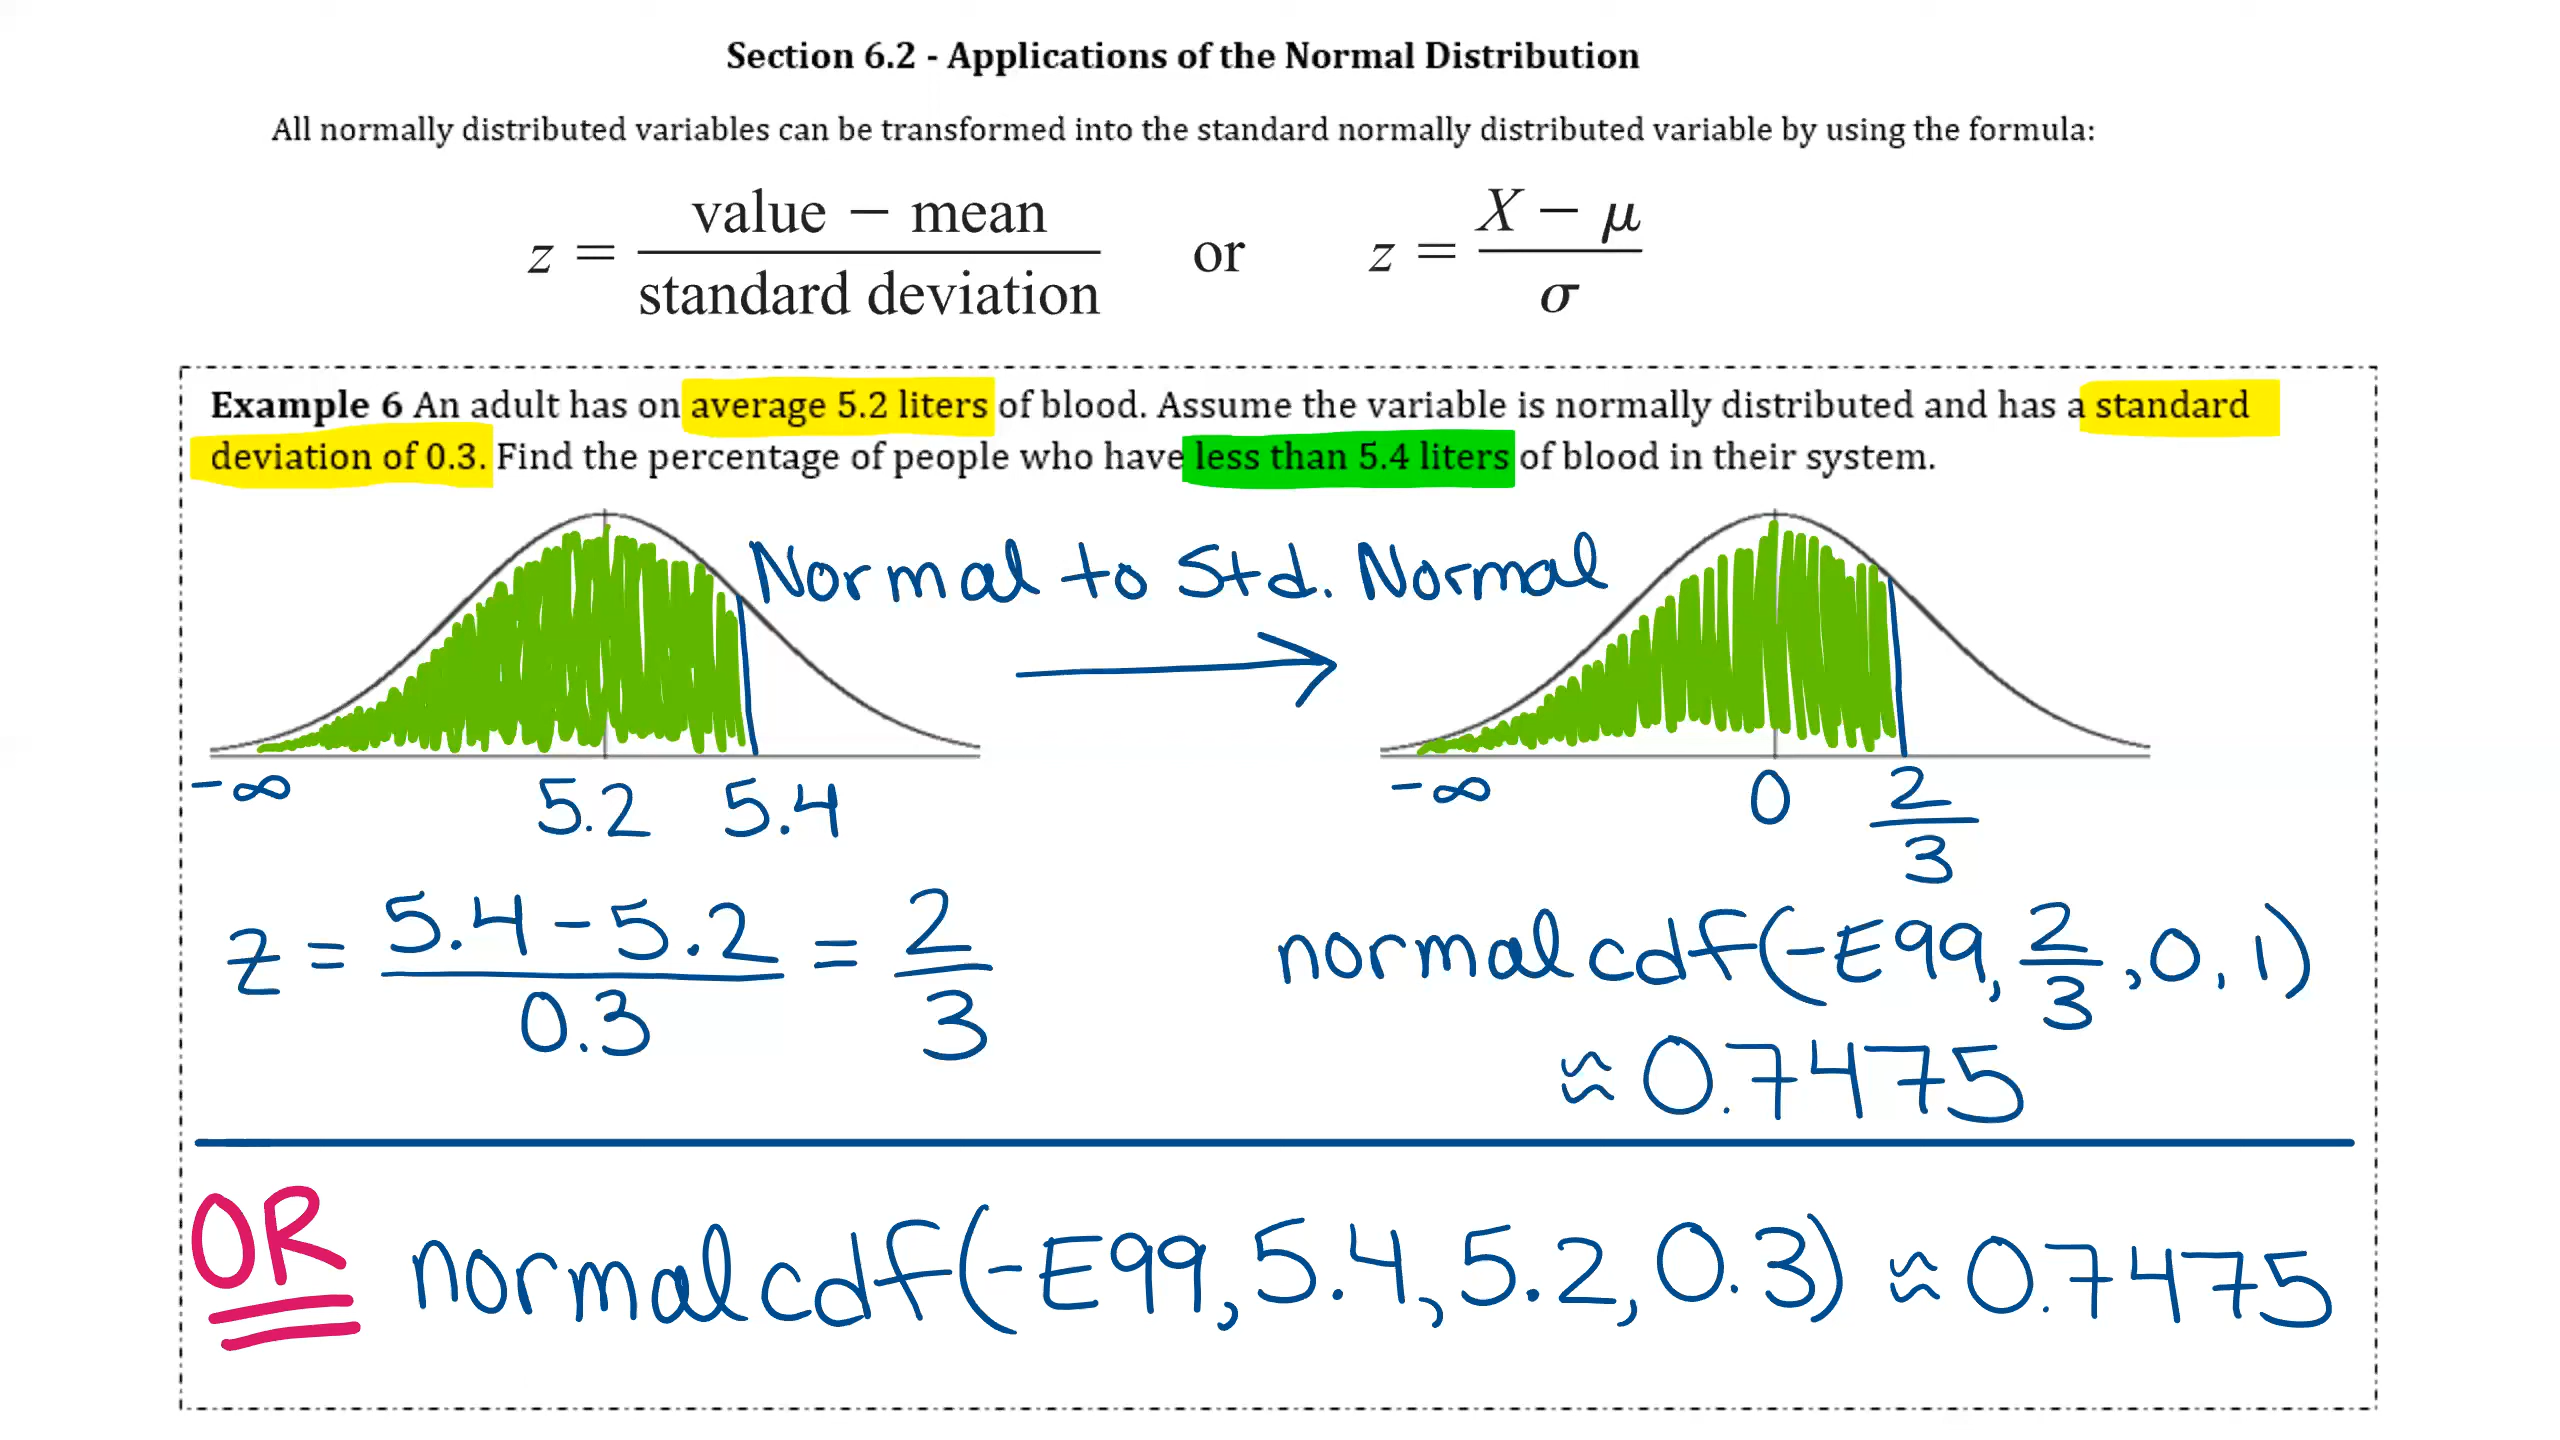 Section 6.2 - Applications of the Normal Distribution
All normally distributed variables can be transformed into the standard normally distributed variable by using the formula:
z = (value − mean)/(standard deviation) or z = (X − μ)/σ
Example 6 An adult has on average 5.2 liters of blood. Assume the variable is normally distributed and has a standard
deviation of 0.3. Find the percentage of people who have less than 5.4 liters of blood in their system.
Normal to Std. Normal
-∞ 5.2 5.4
-∞ 0 2/3
z = (5.4-5.2)/0.3 = 2/3
normalcdf(-E99, 2/3, 0, 1)
≈ 0.7475
OR normalcdf(-E99, 5.4, 5.2, 0.3) ≈ 0.7475